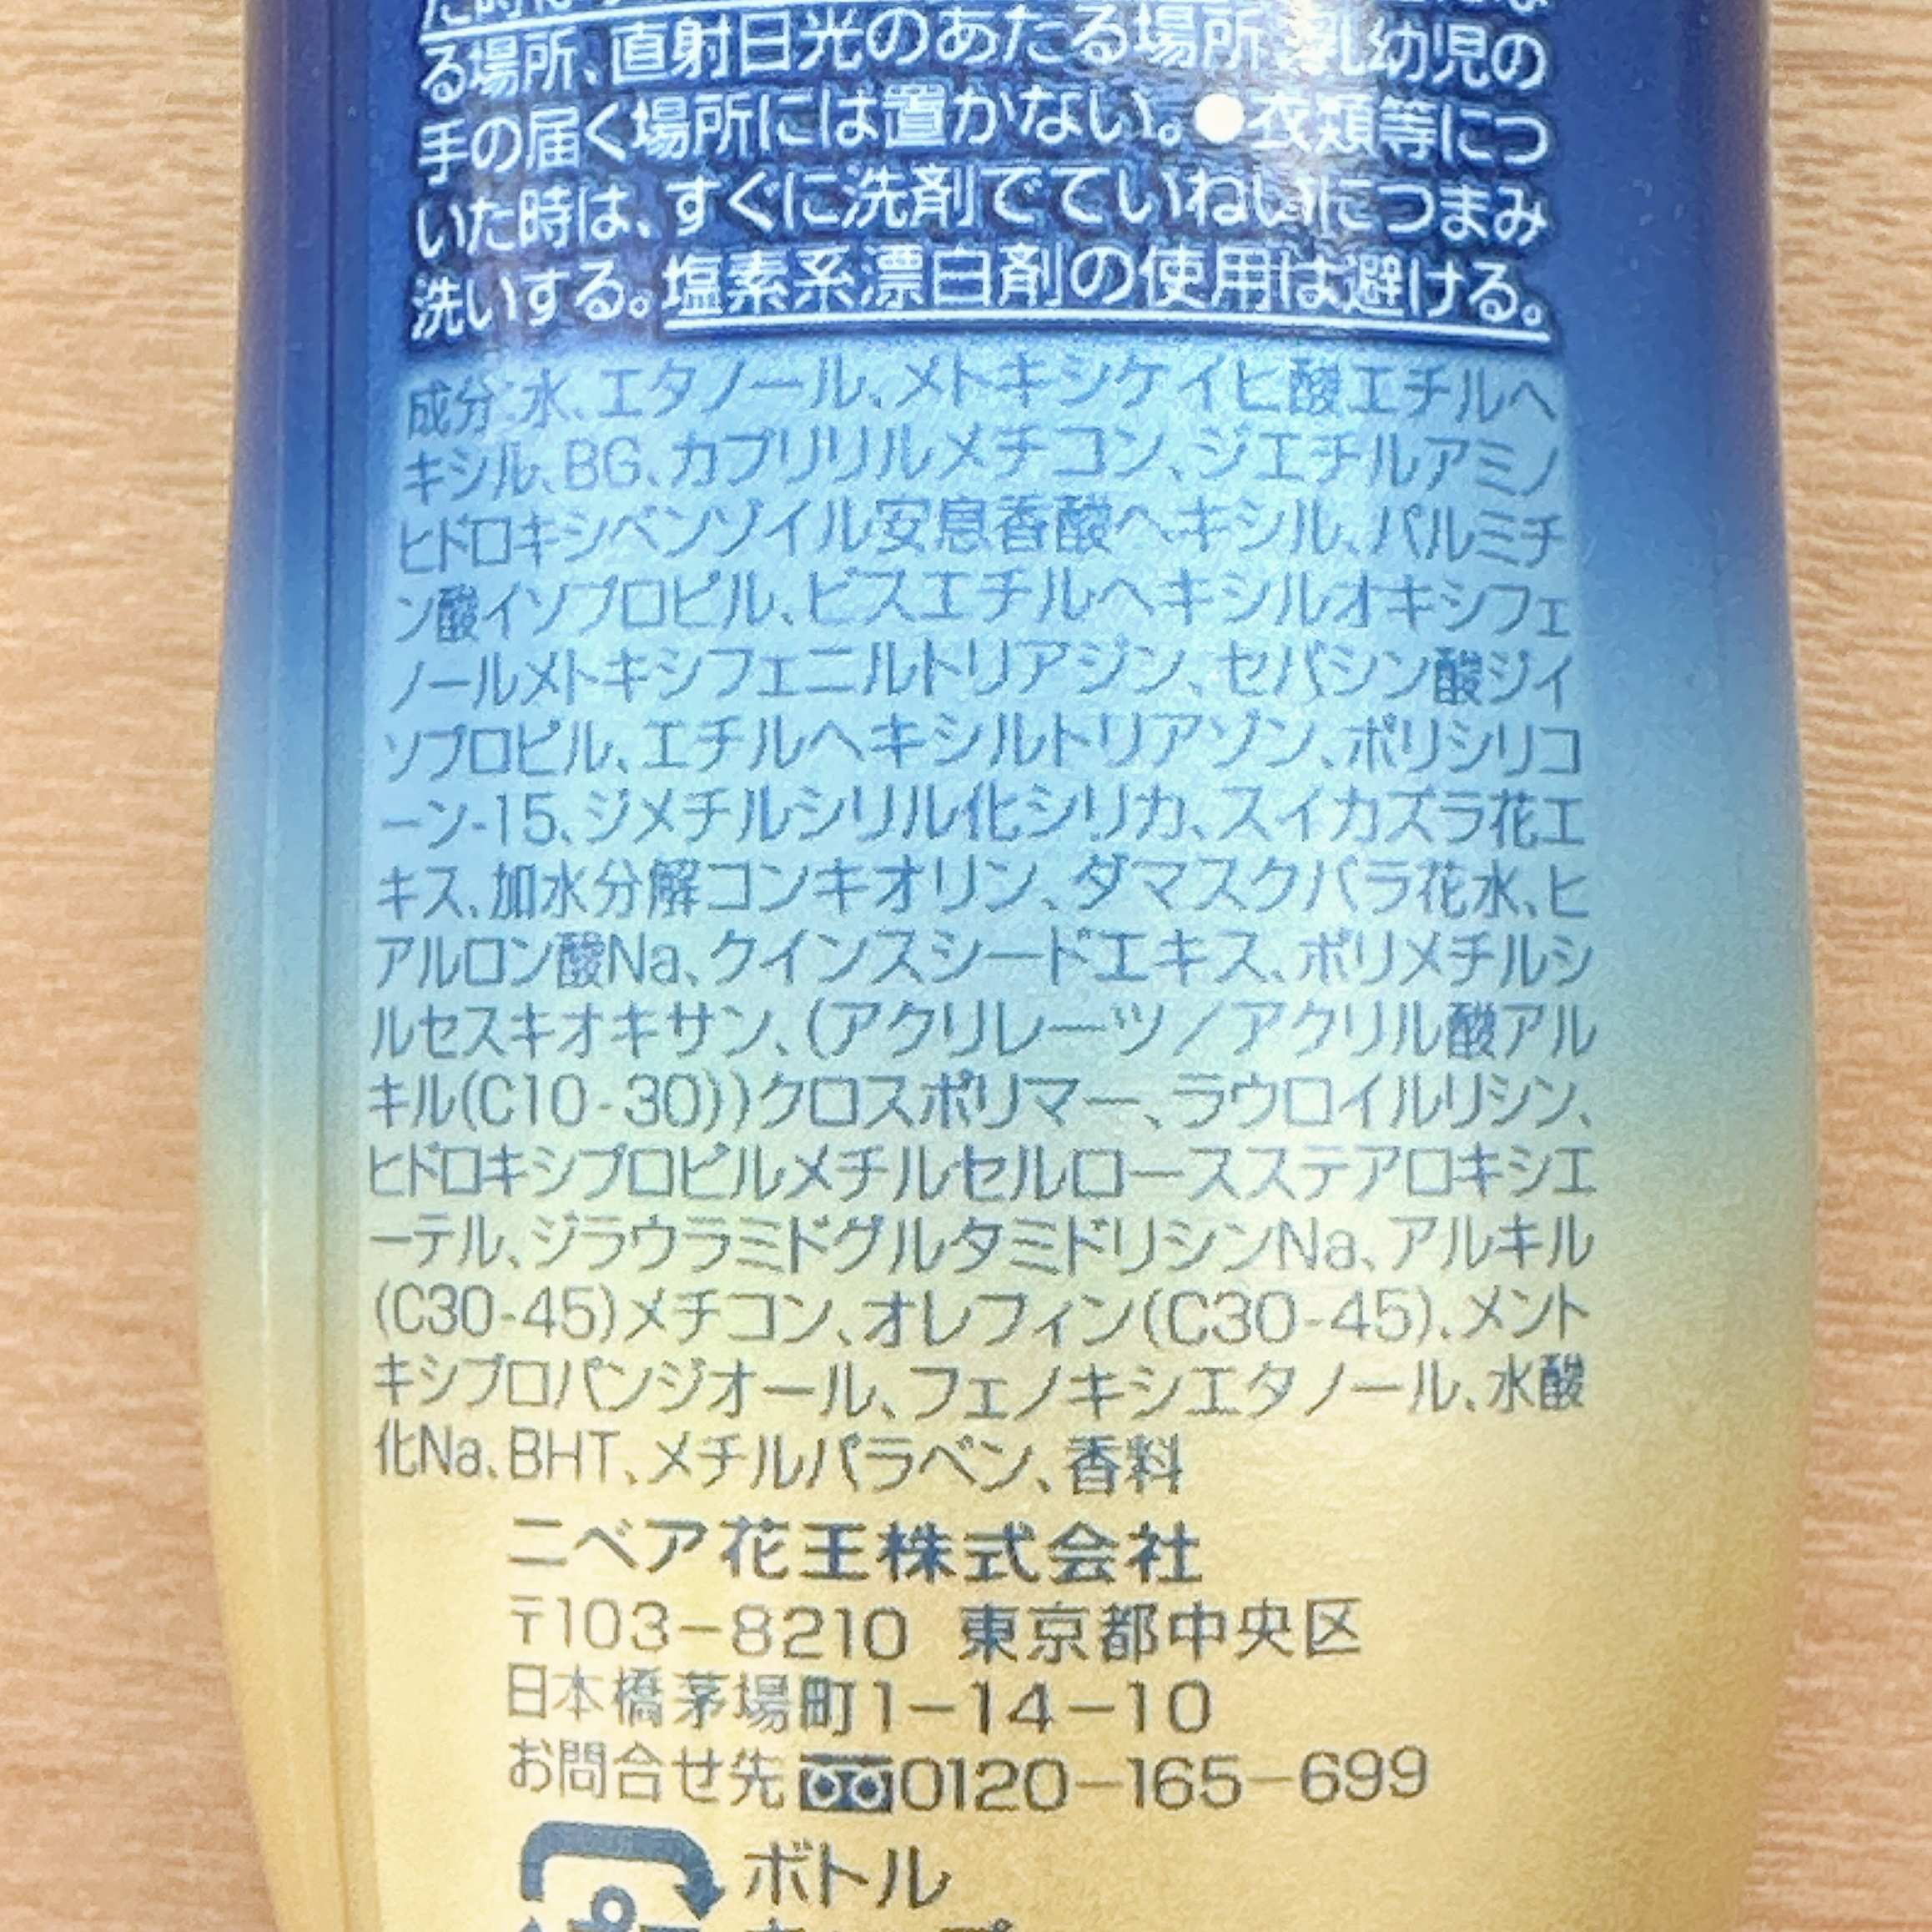 る場所、直射日光のあたる場所、乳幼児の
手の届く場所には置かない。●衣類等につ
いた時は、すぐに洗剤でていねいにつまみ
洗いする。塩素系漂白剤の使用は避ける。
成分:水、エタノール、メトキシケイヒ酸エチルヘ
キシル、BG、カプリリルメチコン、ジエチルアミノ
ヒドロキシベンゾイル安息香酸ヘキシル、パルミチ
ン酸イソプロピル、ビスエチルヘキシルオキシフェ
ノールメトキシフェニルトリアジン、セバシン酸ジイ
ソプロピル、エチルヘキシルトリアゾン、ポリシリコ
ーン-15、ジメチルシリル化シリカ、スイカズラ花エ
キス、加水分解コンキオリン、ダマスクバラ花水、ヒ
アルロン酸Na、クインスシードエキス、ポリメチルシ
ルセスキオキサン、(アクリレーツ/アクリル酸アル
キル(C10-30))クロスポリマー、ラウロイルリシン、
ヒドロキシプロピルメチルセルロースステアロキシエ
ーテル、ジラウラミドグルタミドリシンNa、アルキル
(C30-45)メチコン、オレフィン(C30-45)、メント
キシプロパンジオール、フェノキシエタノール、水酸
化Na、BHT、メチルパラベン、香料
ニベア花王株式会社
〒103-8210 東京都中央区
日本橋茅場町1-14-10
お問合せ先 0120-165-699
ボトル